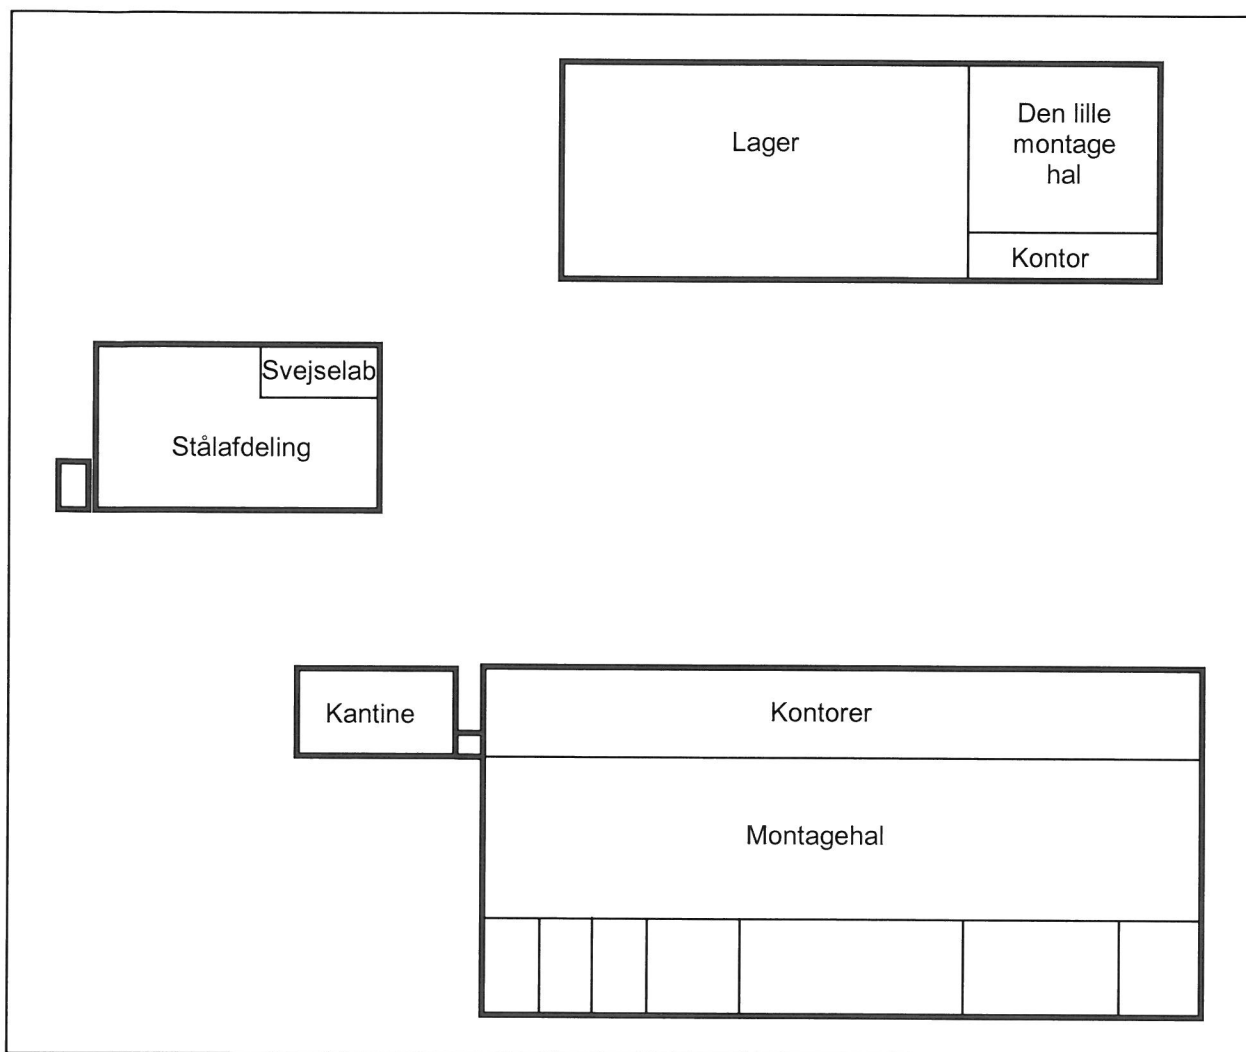 Lager
Den lille
montage
hal
Kontor
Svejselab
Stålafdeling
Kantine
Kontorer
Montagehal